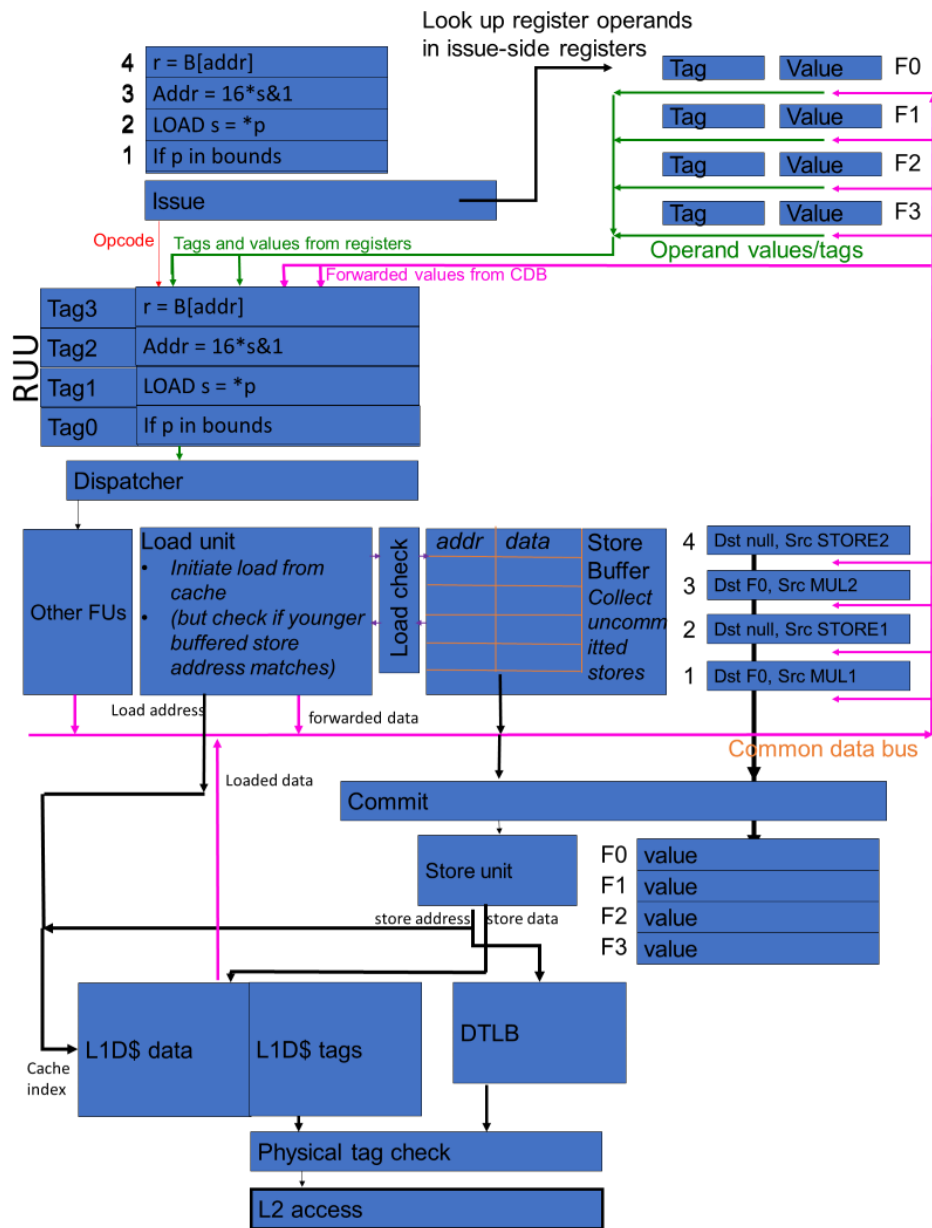 Look up register operands
in issue-side registers
4 r = B[addr]
3 Addr = 16*s&1
2 LOAD s = *p
1 If p in bounds
Issue
Tag Value F0
Tag Value F1
Tag Value F2
Tag Value F3
Opcode
Tags and values from registers
Operand values/tags
Forwarded values from CDB
RUU
Tag3 r = B[addr]
Tag2 Addr = 16*s&1
Tag1 LOAD s = *p
Tag0 If p in bounds
Dispatcher
Other FUs
Load unit
• Initiate load from
cache
• (but check if younger
buffered store
address matches)
Load check
addr data
Store
Buffer
Collect
uncomm
itted
stores
4 Dst null, Src STORE2
3 Dst F0, Src MUL2
2 Dst null, Src STORE1
1 Dst F0, Src MUL1
Load address
forwarded data
Common data bus
Loaded data
Commit
Store unit
F0 value
F1 value
F2 value
F3 value
store address
store data
L1D$ data
L1D$ tags
DTLB
Cache
index
Physical tag check
L2 access